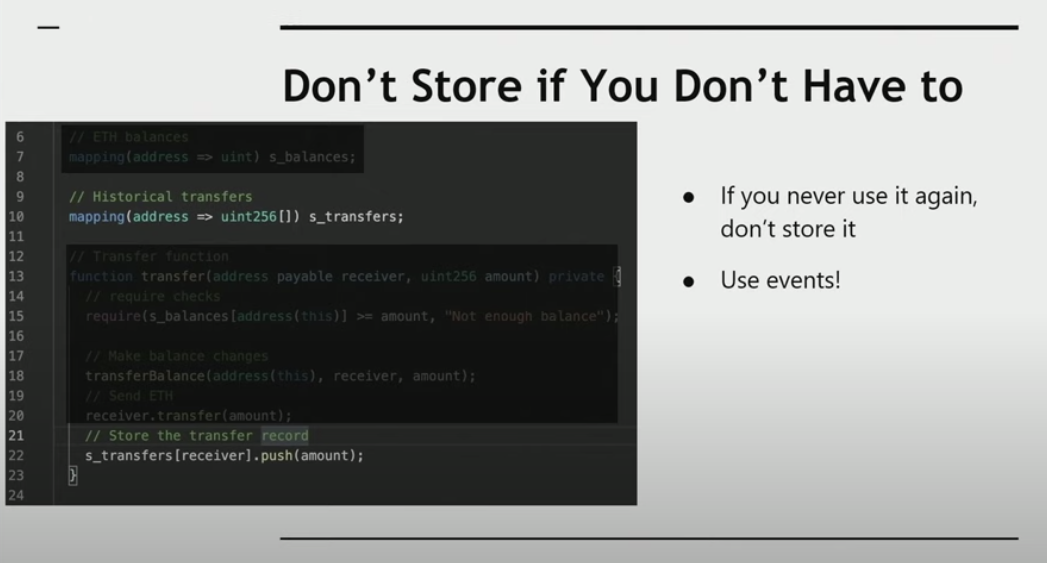 Don't Store if You Don't Have to
6 // ETH balances
7 mapping(address => uint) s_balances;
8
9 // Historical transfers
10 mapping(address => uint256[]) s_transfers;
11
12 // Transfer function
13 function transfer(address payable receiver, uint256 amount) private {
14 // require checks
15 require(s_balances[address(this)] >= amount, "Not enough balance");
16
17 // Make balance changes
18 transferBalance(address(this), receiver, amount);
19 // Send ETH
20 receiver.transfer(amount);
21 // Store the transfer record
22 s_transfers[receiver].push(amount);
23 }
24
● If you never use it again,
don't store it
● Use events!